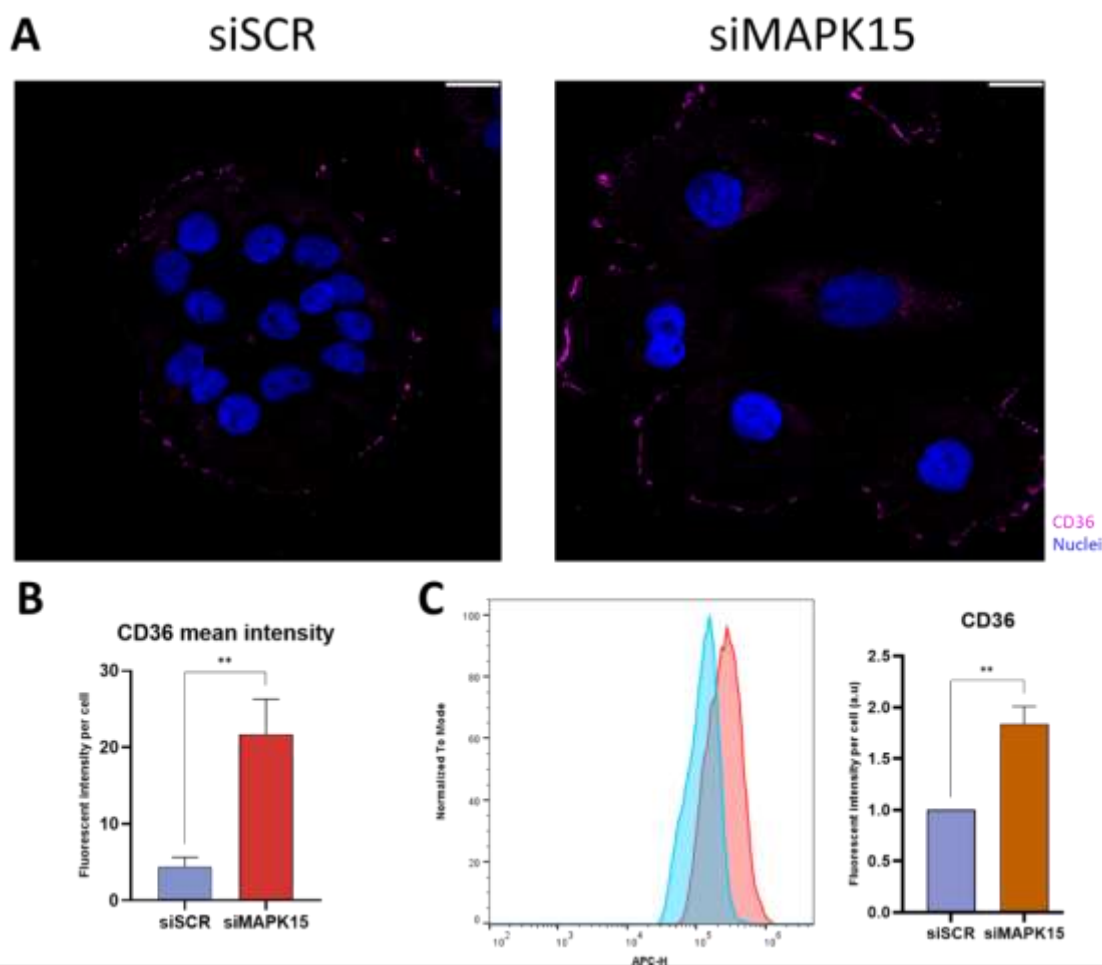 A
siSCR
siMAPK15
CD36
Nuclei
B
CD36 mean intensity
**
Fluorescent intensity per cell
30
20
10
0
siSCR siMAPK15
C
Normalized To Mode
100
80
60
40
20
0
10² 10³ 10⁴ 10⁵ 10⁶
APC-H
CD36
**
Fluorescent intensity per cell (a.u)
2.5
2.0
1.5
1.0
0.5
0.0
siSCR siMAPK15